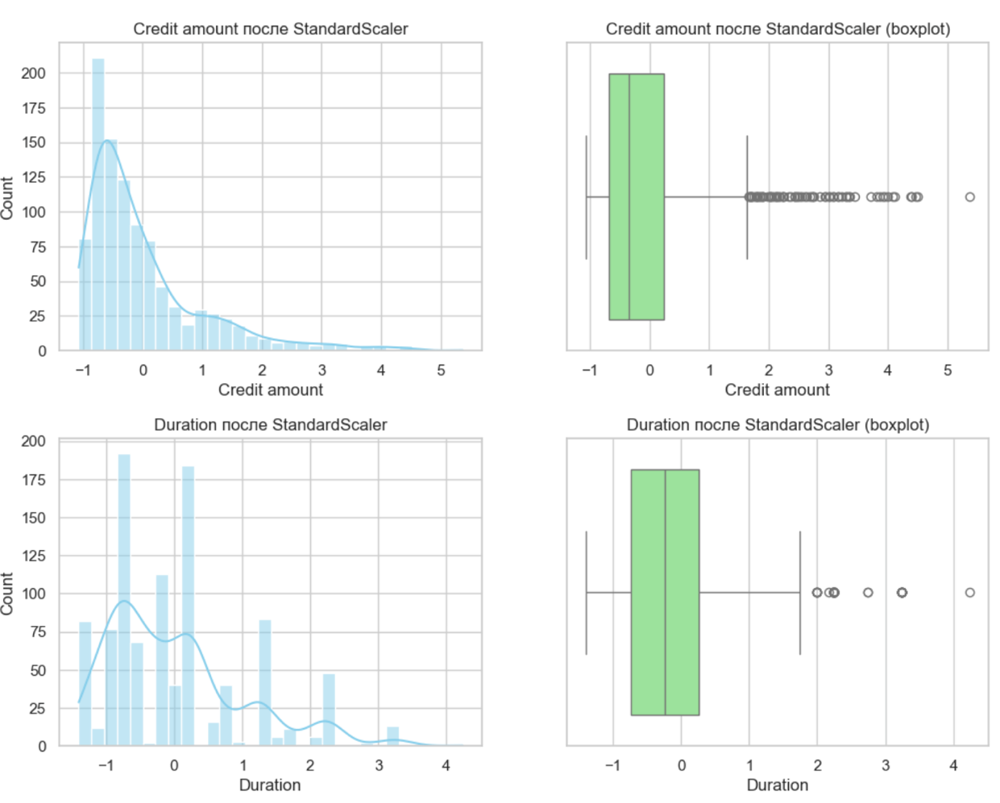 Credit amount после StandardScaler
Count
200
175
150
125
100
75
50
25
0
−1 0 1 2 3 4 5
Credit amount
Credit amount после StandardScaler (boxplot)
−1 0 1 2 3 4 5
Credit amount
Duration после StandardScaler
Count
200
175
150
125
100
75
50
25
0
−1 0 1 2 3 4
Duration
Duration после StandardScaler (boxplot)
−1 0 1 2 3 4
Duration